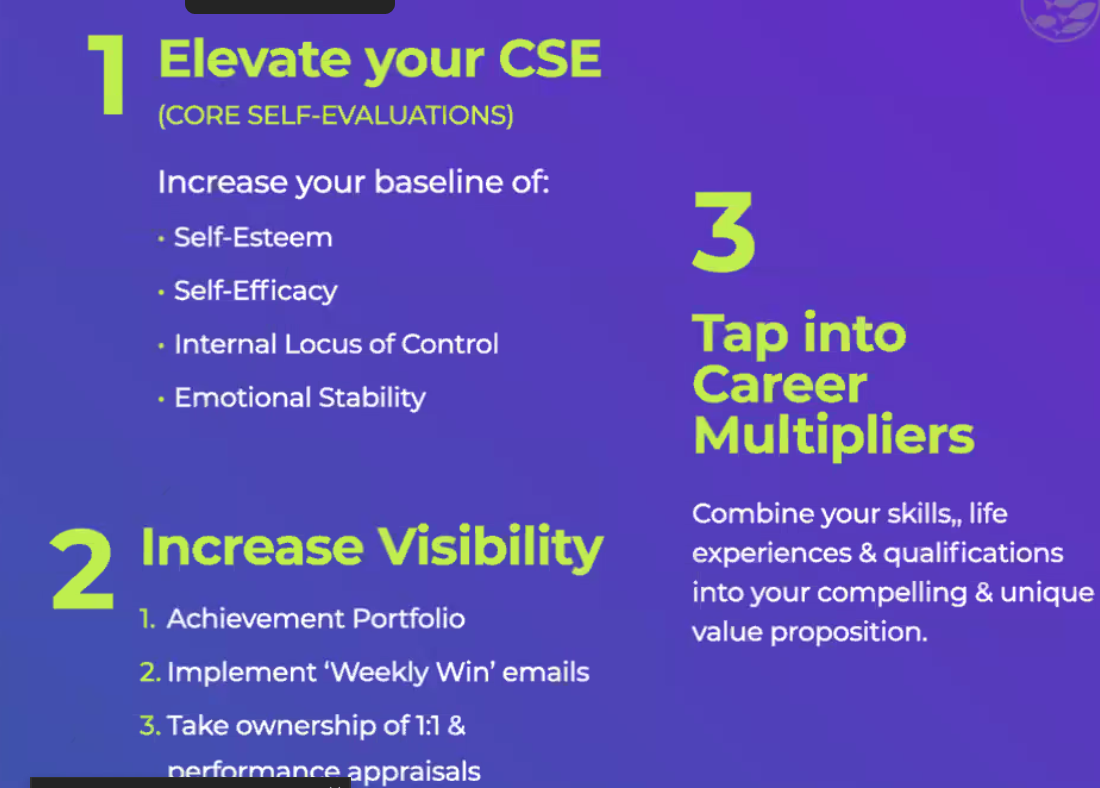 1
Elevate your CSE
(CORE SELF-EVALUATIONS)
Increase your baseline of:
• Self-Esteem
• Self-Efficacy
• Internal Locus of Control
• Emotional Stability
2
Increase Visibility
1. Achievement Portfolio
2. Implement ‘Weekly Win’ emails
3. Take ownership of 1:1 &
performance appraisals
3
Tap into
Career
Multipliers
Combine your skills,, life
experiences & qualifications
into your compelling & unique
value proposition.